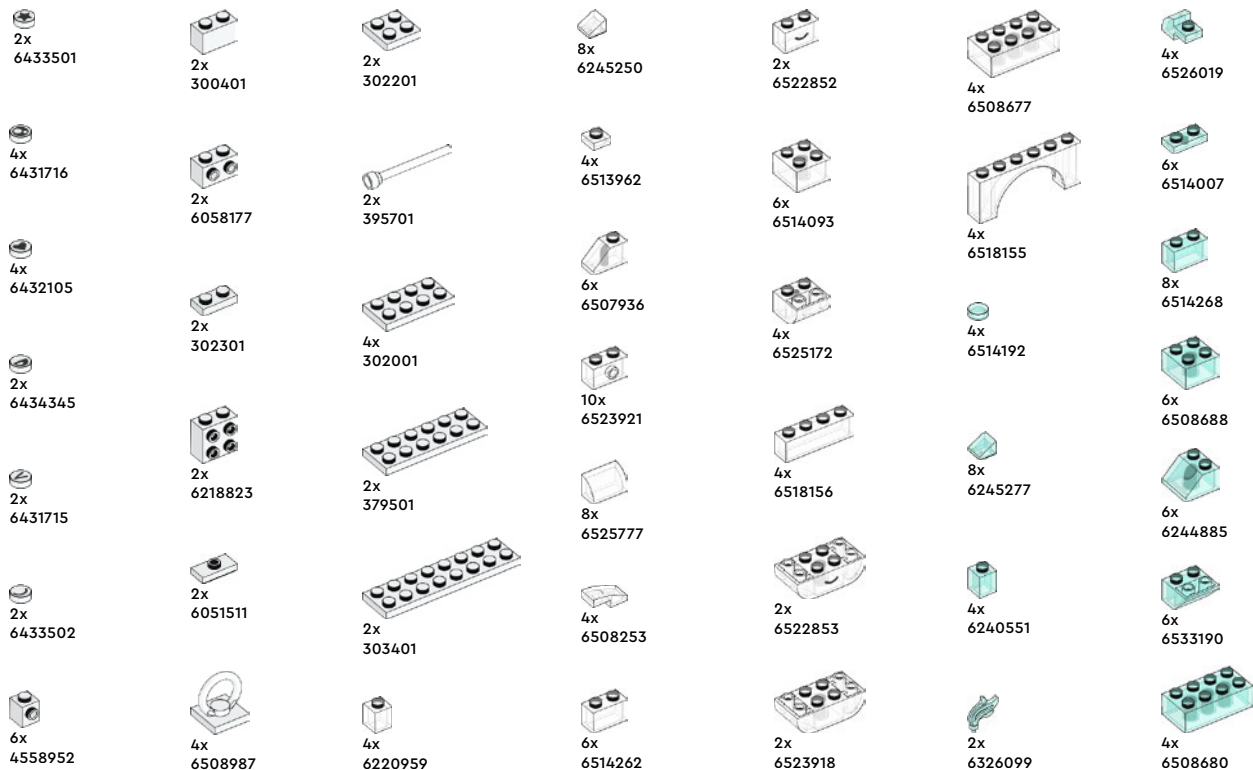 2x
6433501
4x
6431716
4x
6432105
2x
6434345
2x
6431715
2x
6433502
6x
4558952
2x
300401
2x
6058177
2x
302301
2x
6218823
2x
6051511
4x
6508987
2x
302201
2x
395701
4x
302001
2x
379501
2x
303401
4x
6220959
8x
6245250
4x
6513962
6x
6507936
10x
6523921
8x
6525777
4x
6508253
6x
6514262
2x
6522852
6x
6514093
4x
6525172
4x
6518156
2x
6522853
2x
6523918
4x
6508677
4x
6518155
4x
6514192
8x
6245277
4x
6240551
2x
6326099
4x
6526019
6x
6514007
8x
6514268
6x
6508688
6x
6244885
6x
6533190
4x
6508680